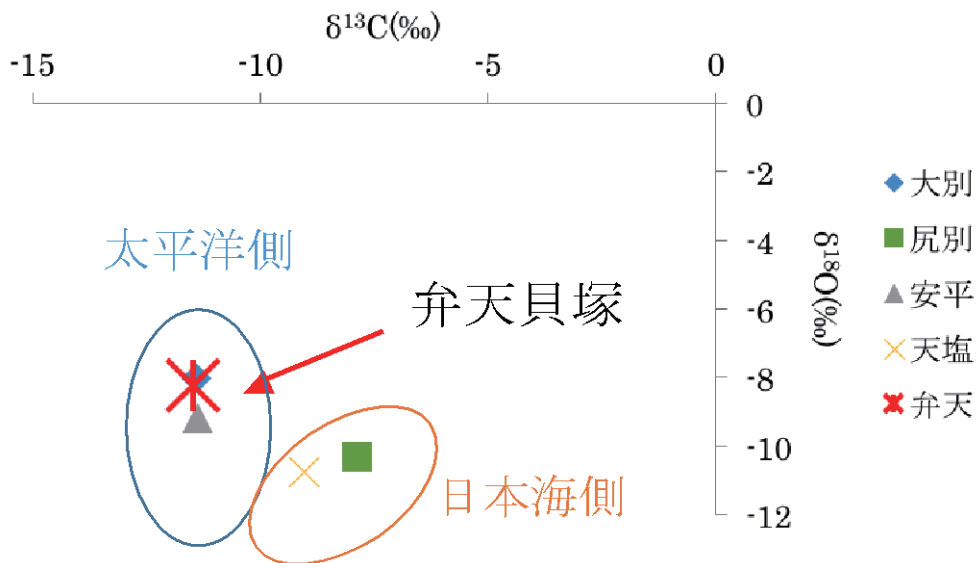 δ¹³C(‰)
-15 -10 -5 0
0
-2
-4
-6
-8
-10
-12
δ¹⁸O(‰)
太平洋側
弁天貝塚
日本海側
大別
尻別
安平
天塩
弁天